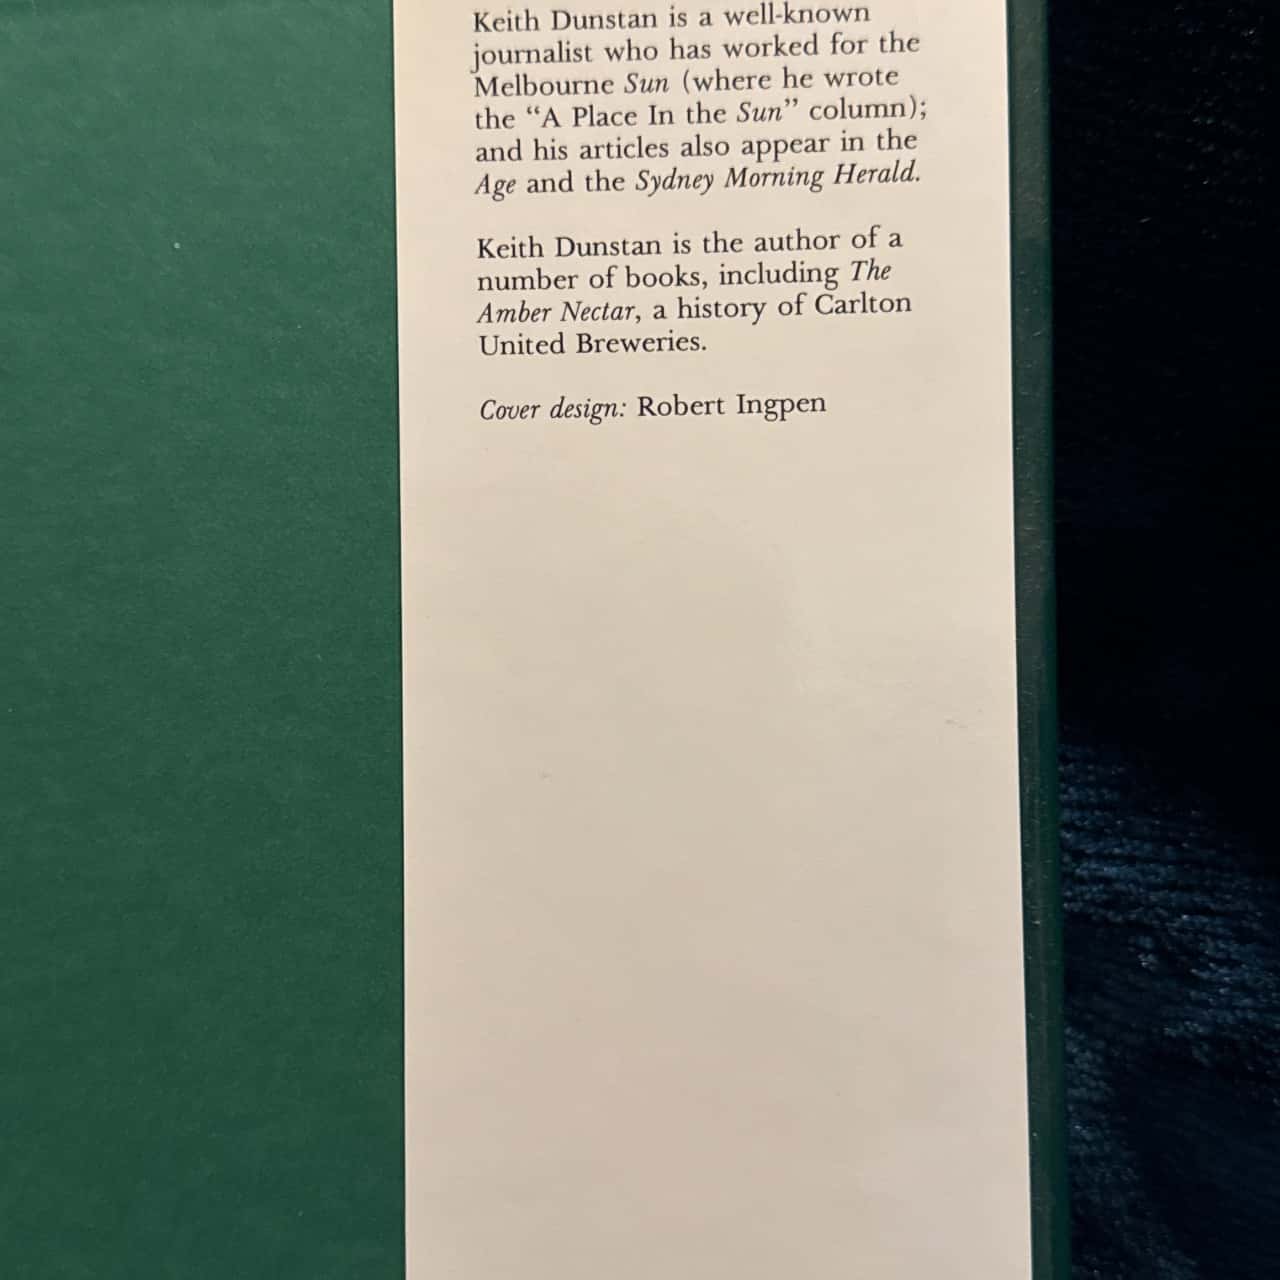 Keith Dunstan is a well-known
journalist who has worked for the
Melbourne Sun (where he wrote
the “A Place In the Sun” column);
and his articles also appear in the
Age and the Sydney Morning Herald.
Keith Dunstan is the author of a
number of books, including The
Amber Nectar, a history of Carlton
United Breweries.
Cover design: Robert Ingpen